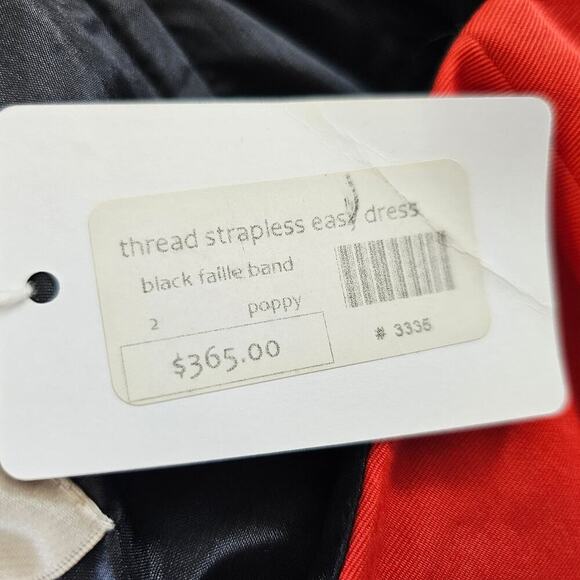 thread strapless easy dress
black faille band
2 poppy
$365.00
# 3335